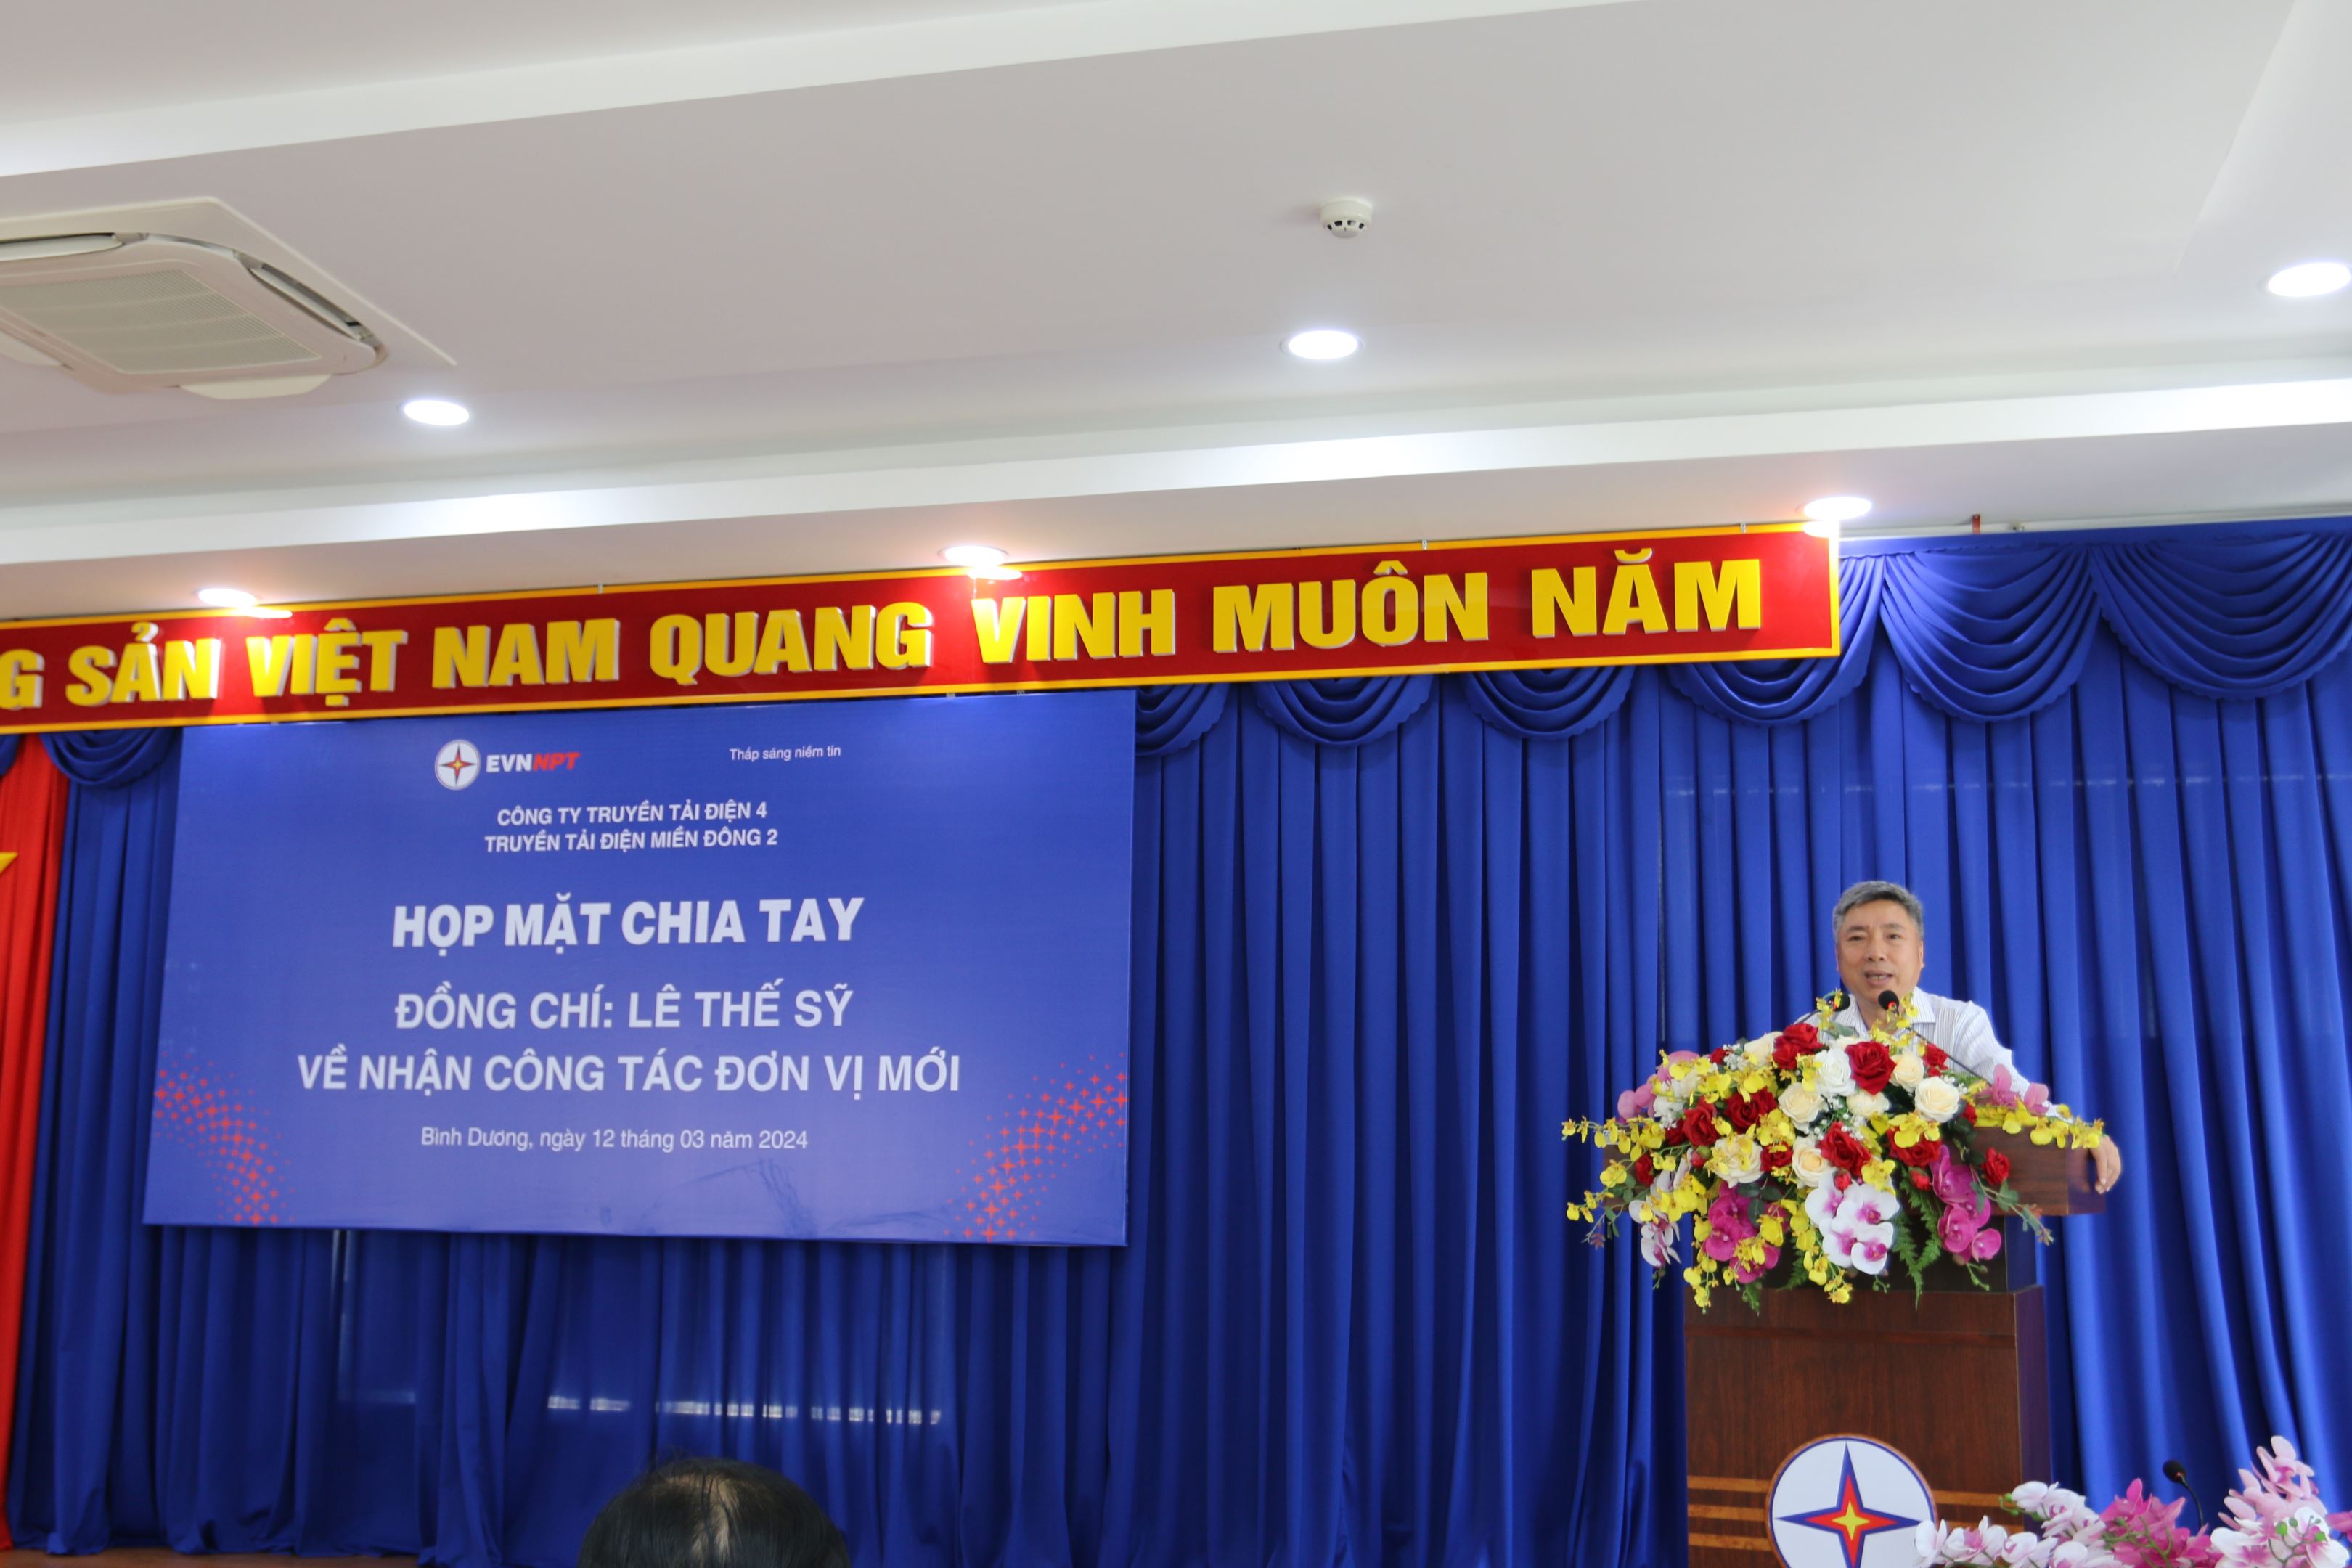 SẢN VIỆT NAM QUANG VINH MUÔN NĂM
EVNNPT
Thắp sáng niềm tin
CÔNG TY TRUYỀN TẢI ĐIỆN 4
TRUYỀN TẢI ĐIỆN MIỀN ĐÔNG 2
HỌP MẶT CHIA TAY
ĐỒNG CHÍ: LÊ THẾ SỸ
VỀ NHẬN CÔNG TÁC ĐƠN VỊ MỚI
Bình Dương, ngày 12 tháng 03 năm 2024